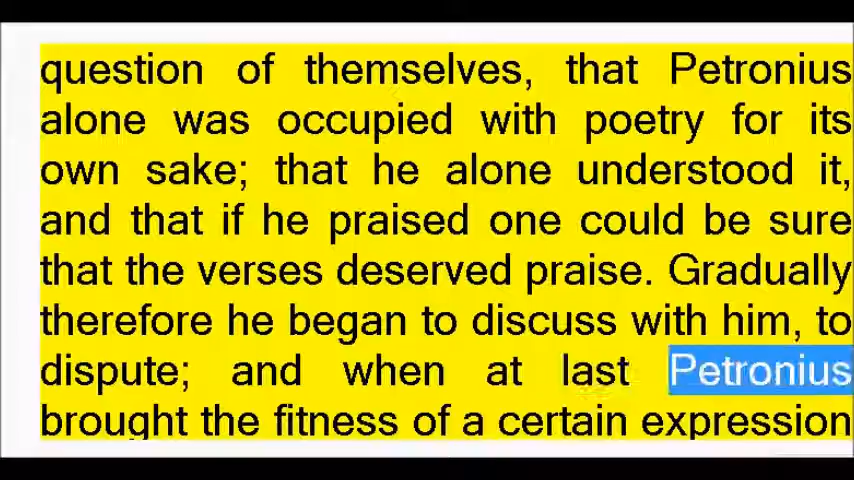 question of themselves, that Petronius
alone was occupied with poetry for its
own sake; that he alone understood it,
and that if he praised one could be sure
that the verses deserved praise. Gradually
therefore he began to discuss with him, to
dispute; and when at last Petronius
brought the fitness of a certain expression